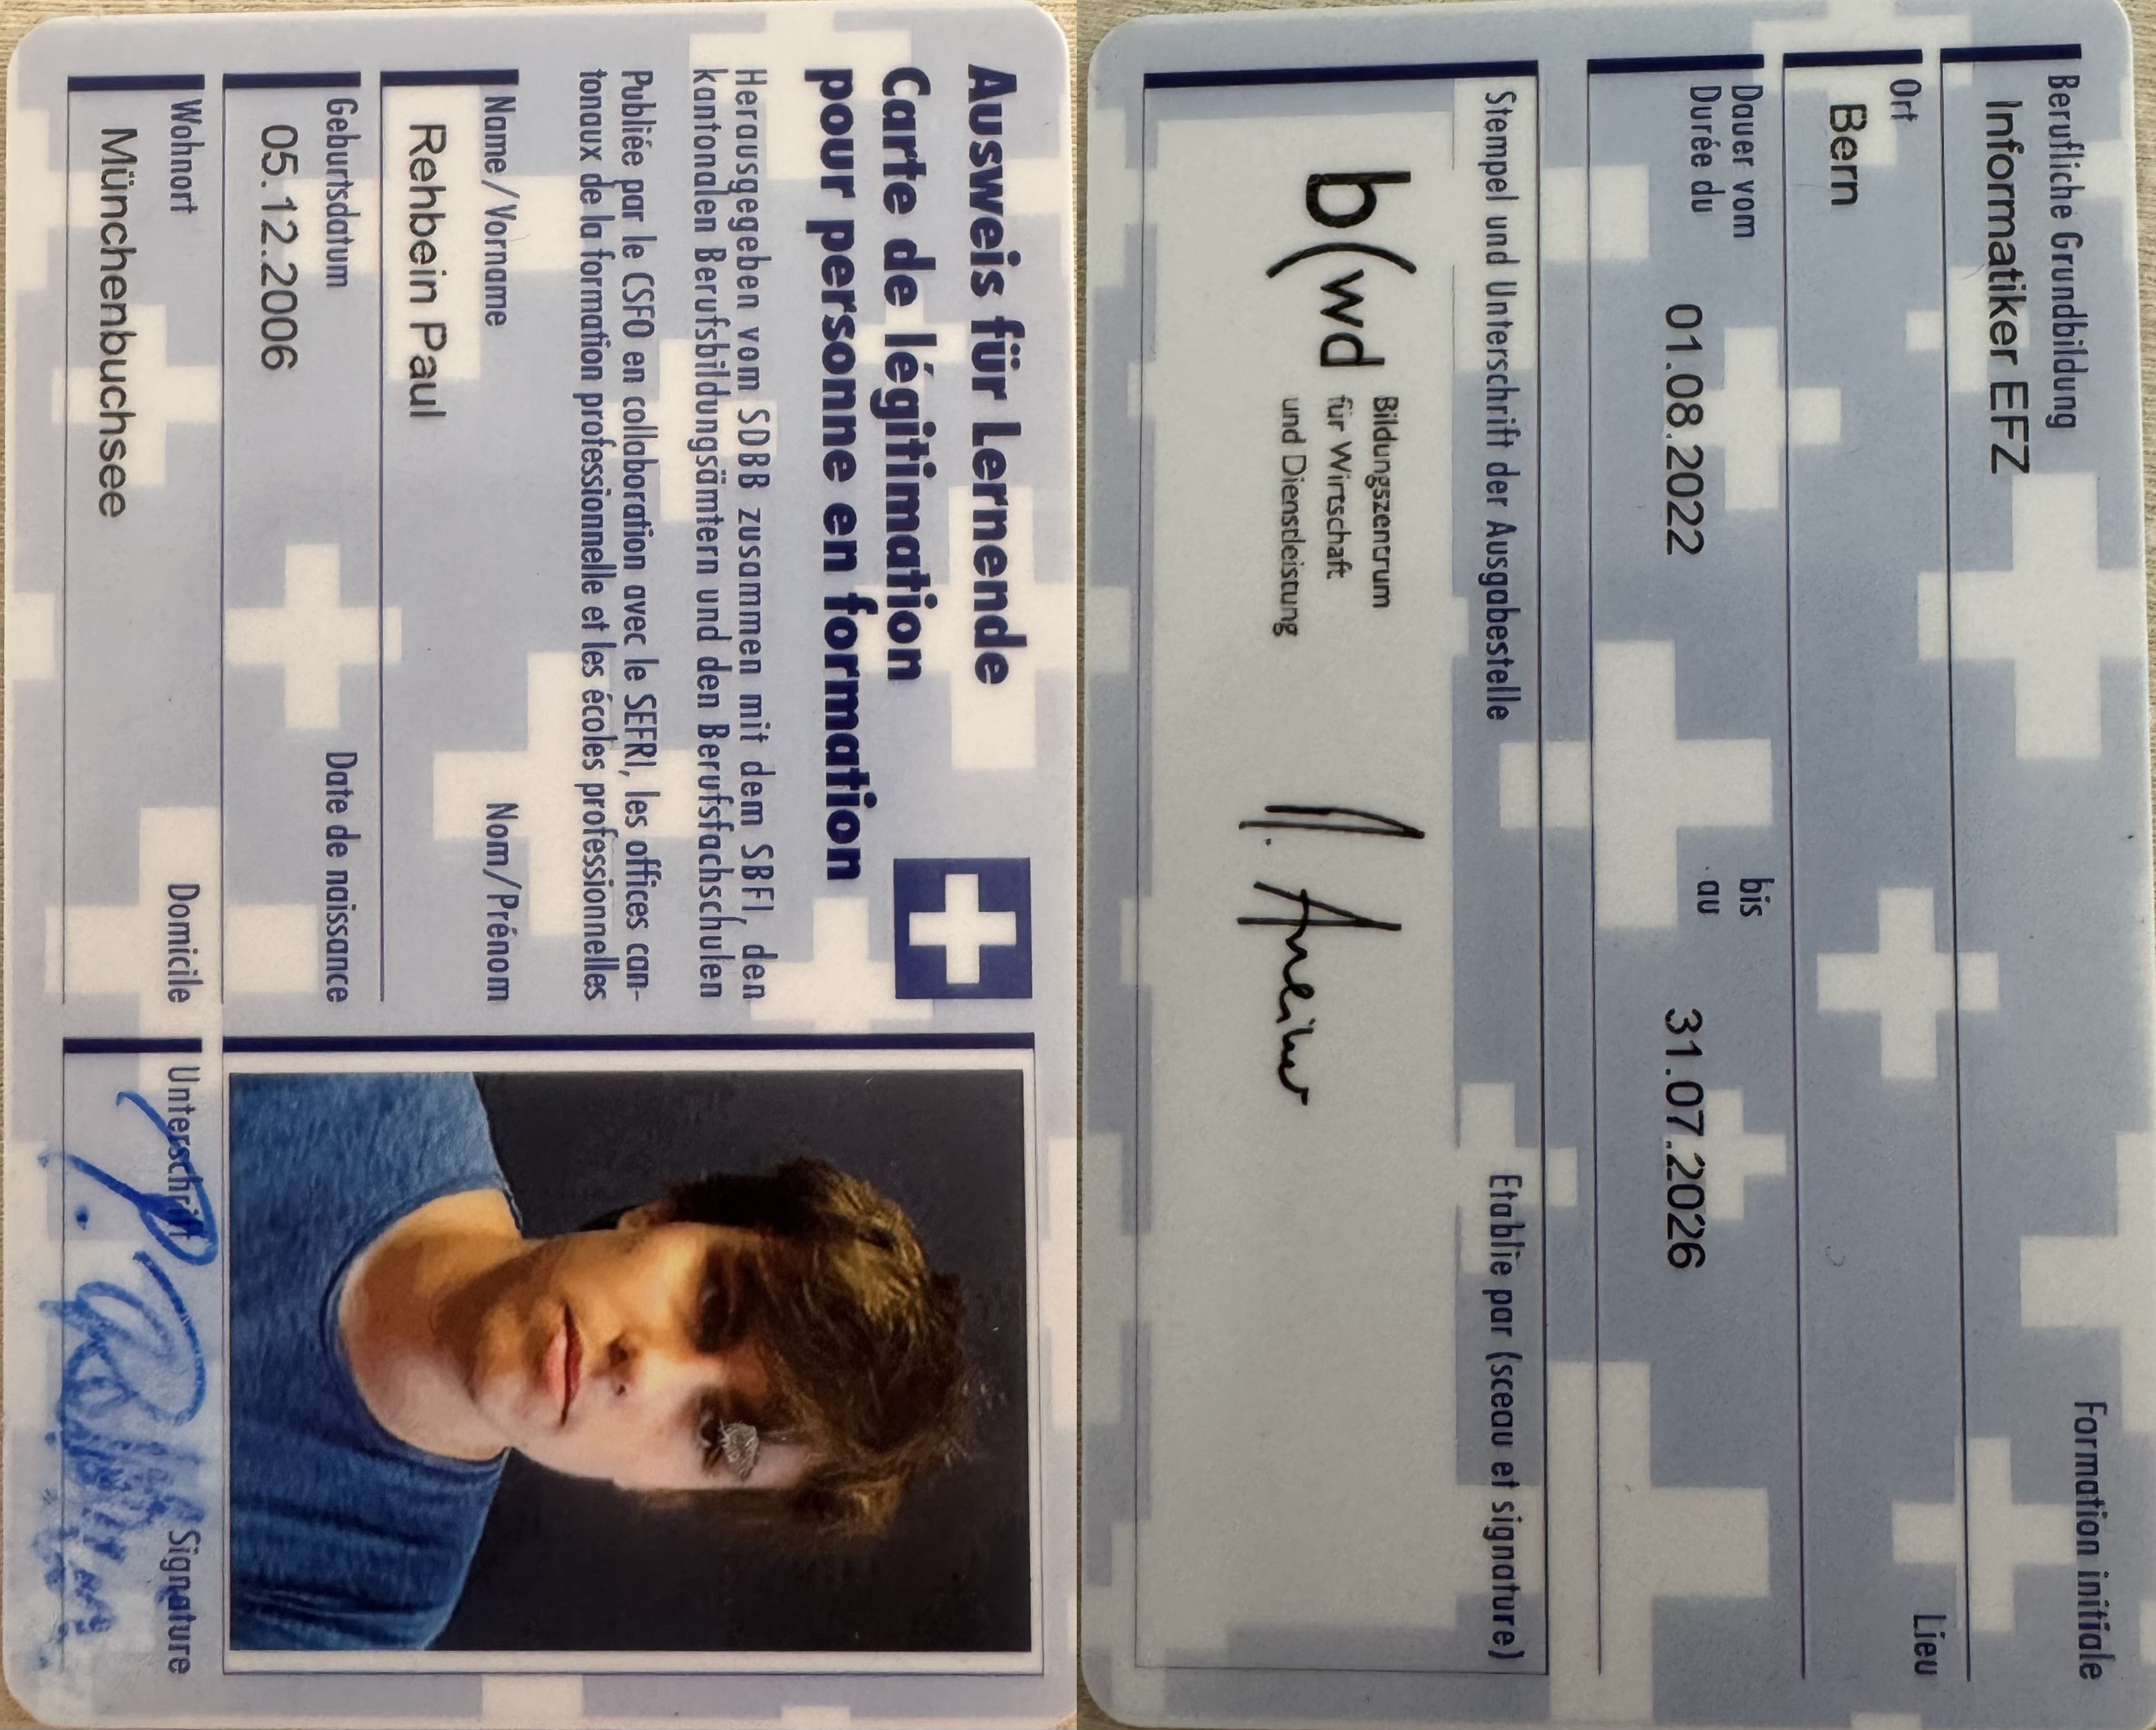 Ausweis für Lernende
Carte de légitimation
pour personne en formation
Herausgegeben vom SDBB zusammen mit dem SBFI, den
kantonalen Berufsbildungsämtern und den Berufsfachschulen
Publiée par le CSFO en collaboration avec le SEFRI, les offices can-
tonaux de la formation professionnelle et les écoles professionnelles
Name/Vorname Nom/Prénom
Rehbein Paul
Geburtsdatum Date de naissance
05.12.2006
Wohnort Domicile
Münchenbuchsee
Unterschrift Signature
P. Rehbein
Berufliche Grundbildung Formation initiale
Informatiker EFZ
Ort Lieu
Bern
Dauer vom bis
Durée du au
01.08.2022 31.07.2026
Stempel und Unterschrift der Ausgabestelle Etablie par (sceau et signature)
b(wd
Bildungszentrum
für Wirtschaft
und Dienstleistung